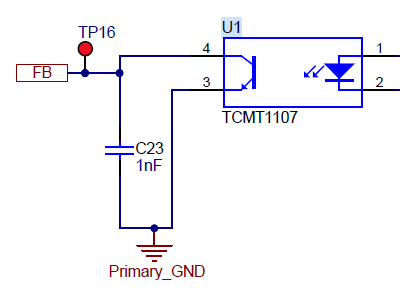 TP16
U1
FB
4
1
3
2
TCMT1107
C23
1nF
Primary_GND